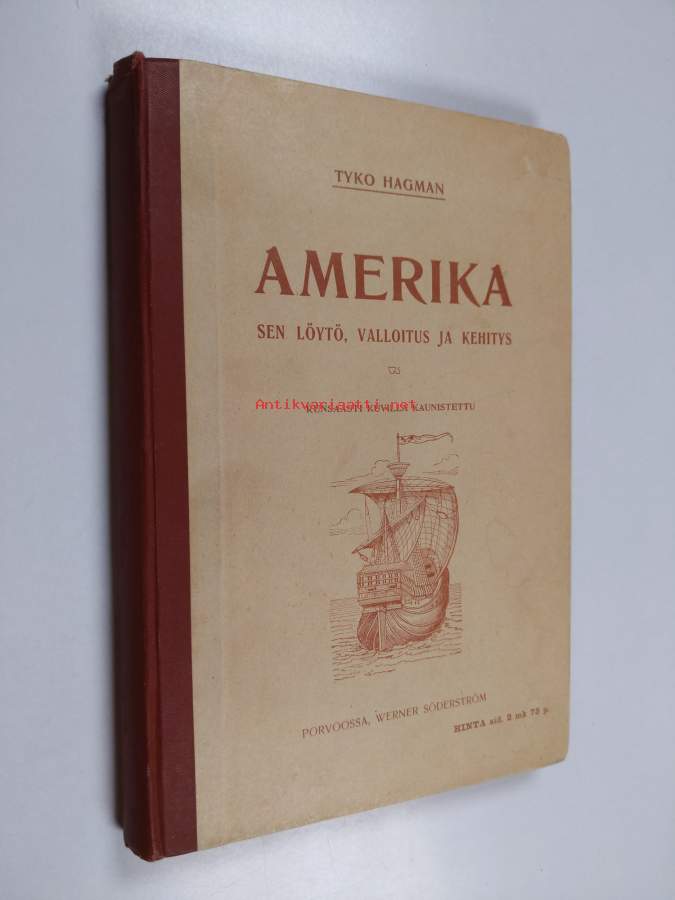 TYKO HAGMAN
AMERIKA
SEN LÖYTÖ, VALLOITUS JA KEHITYS
Antikvariaatti.net
KAUNISTETTU
PORVOOSSA, WERNER SÖDERSTRÖM
HINTA sid. 2 mk 75 p.